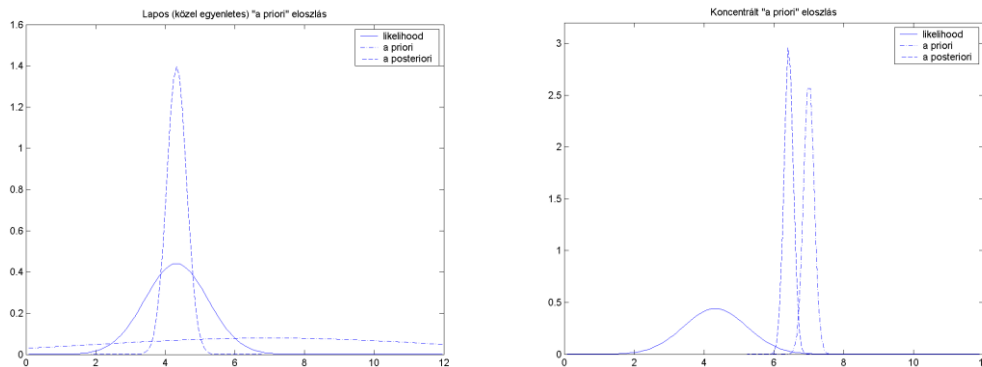 Lapos (közel egyenletes) "a priori" eloszlás
1.6
likelihood
a priori
a posteriori
1.4
1.2
1
0.8
0.6
0.4
0.2
0
0 2 4 6 8 10 12
Koncentrált "a priori" eloszlás
likelihood
a priori
a posteriori
3
2.5
2
1.5
1
0.5
0
0 2 4 6 8 10